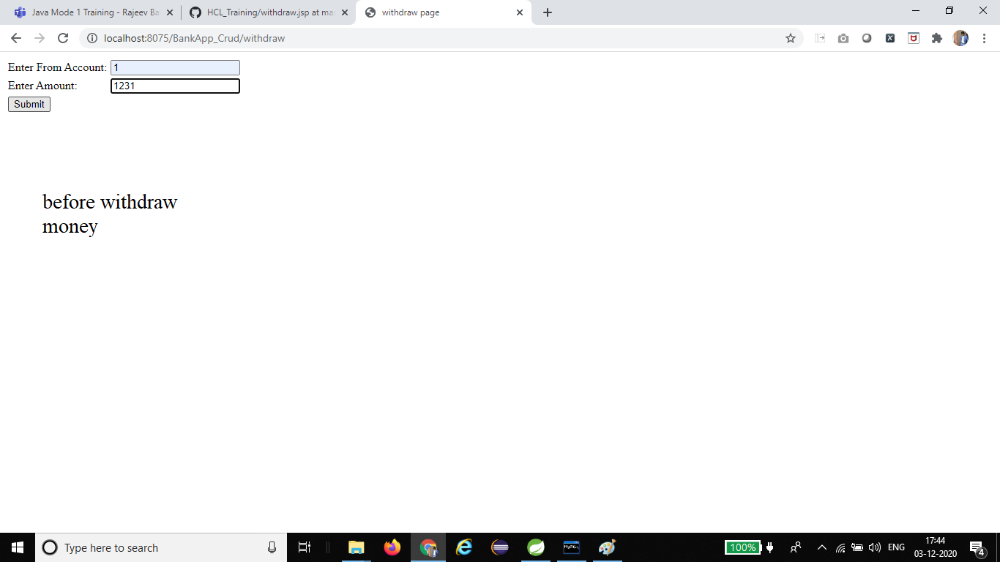 Java Mode 1 Training - Rajeev Ba
HCL_Training/withdraw.jsp at ma
withdraw page
localhost:8075/BankApp_Crud/withdraw
Enter From Account: 1
Enter Amount: 1231
Submit
before withdraw
money
Type here to search
MySQL
100%
ENG
17:44
03-12-2020
4